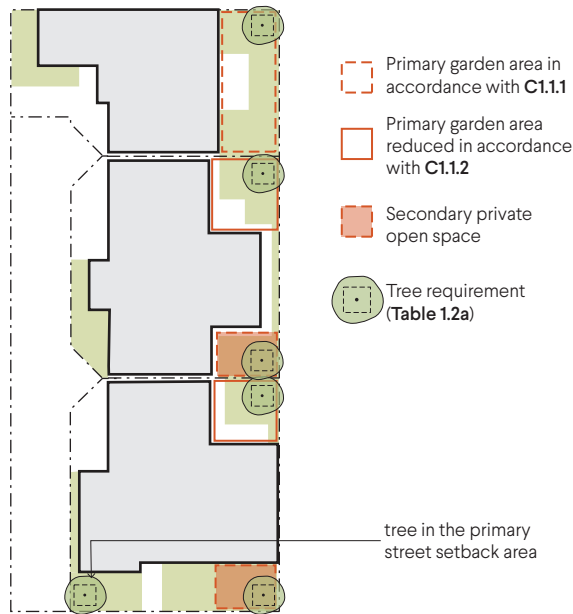 Primary garden area in
accordance with C1.1.1
Primary garden area
reduced in accordance
with C1.1.2
Secondary private
open space
Tree requirement
(Table 1.2a)
tree in the primary
street setback area